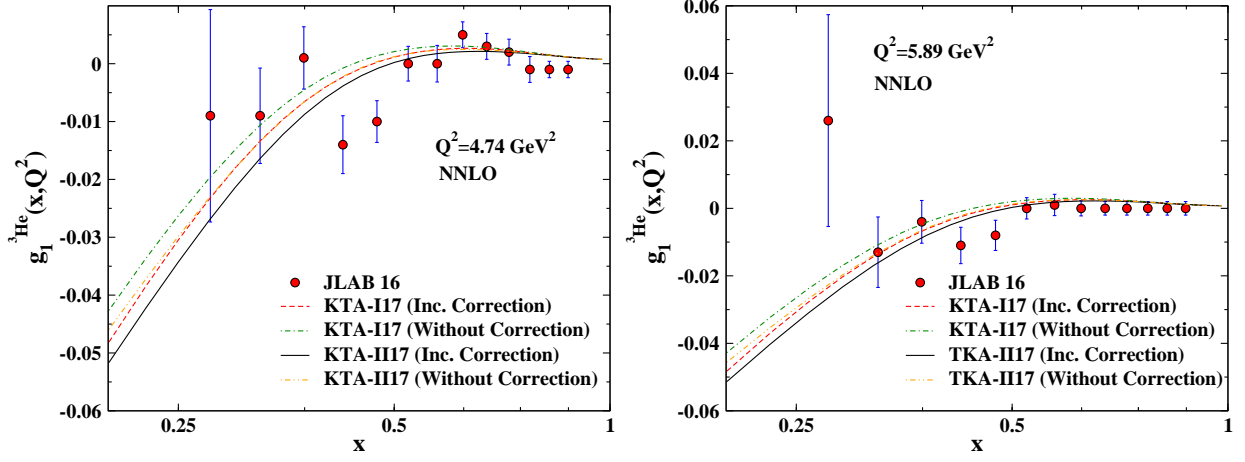 0
-0.01
-0.02
-0.03
-0.04
-0.05
-0.06
0.25
0.5
1
x
g₁³He(x,Q²)
Q²=4.74 GeV²
NNLO
JLAB 16
KTA-I17 (Inc. Correction)
KTA-I17 (Without Correction)
KTA-II17 (Inc. Correction)
KTA-II17 (Without Correction)
0.06
0.04
0.02
0
-0.02
-0.04
-0.06
0.25
0.5
1
x
g₁³He(x,Q²)
Q²=5.89 GeV²
NNLO
JLAB 16
KTA-I17 (Inc. Correction)
KTA-I17 (Without Correction)
TKA-II17 (Inc. Correction)
TKA-II17 (Without Correction)